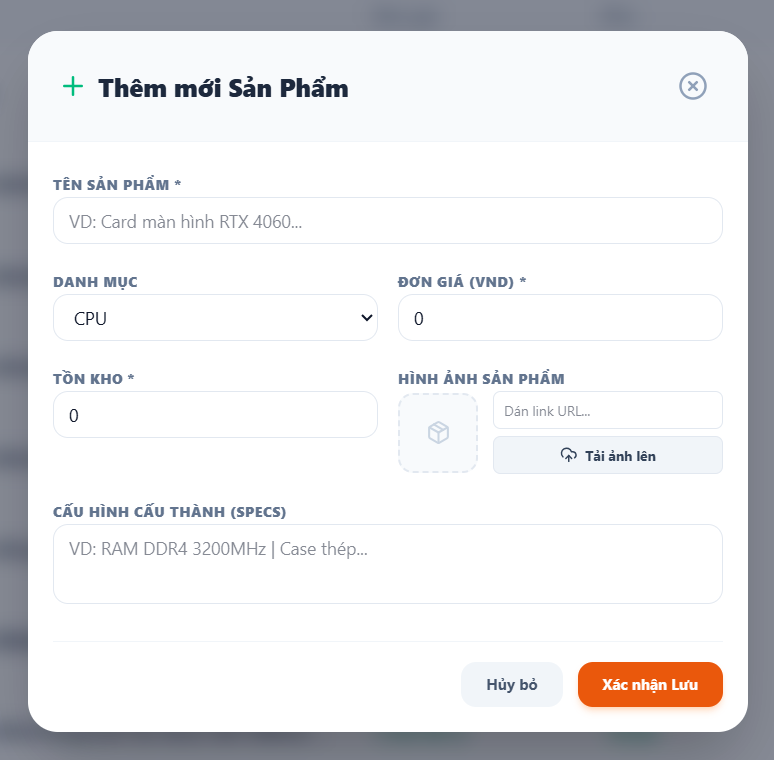 Thêm mới Sản Phẩm
TÊN SẢN PHẨM *
VD: Card màn hình RTX 4060...
DANH MỤC
ĐƠN GIÁ (VND) *
CPU
0
TỒN KHO *
HÌNH ẢNH SẢN PHẨM
0
Dán link URL...
Tải ảnh lên
CẤU HÌNH CẤU THÀNH (SPECS)
VD: RAM DDR4 3200MHz | Case thép...
Hủy bỏ
Xác nhận Lưu